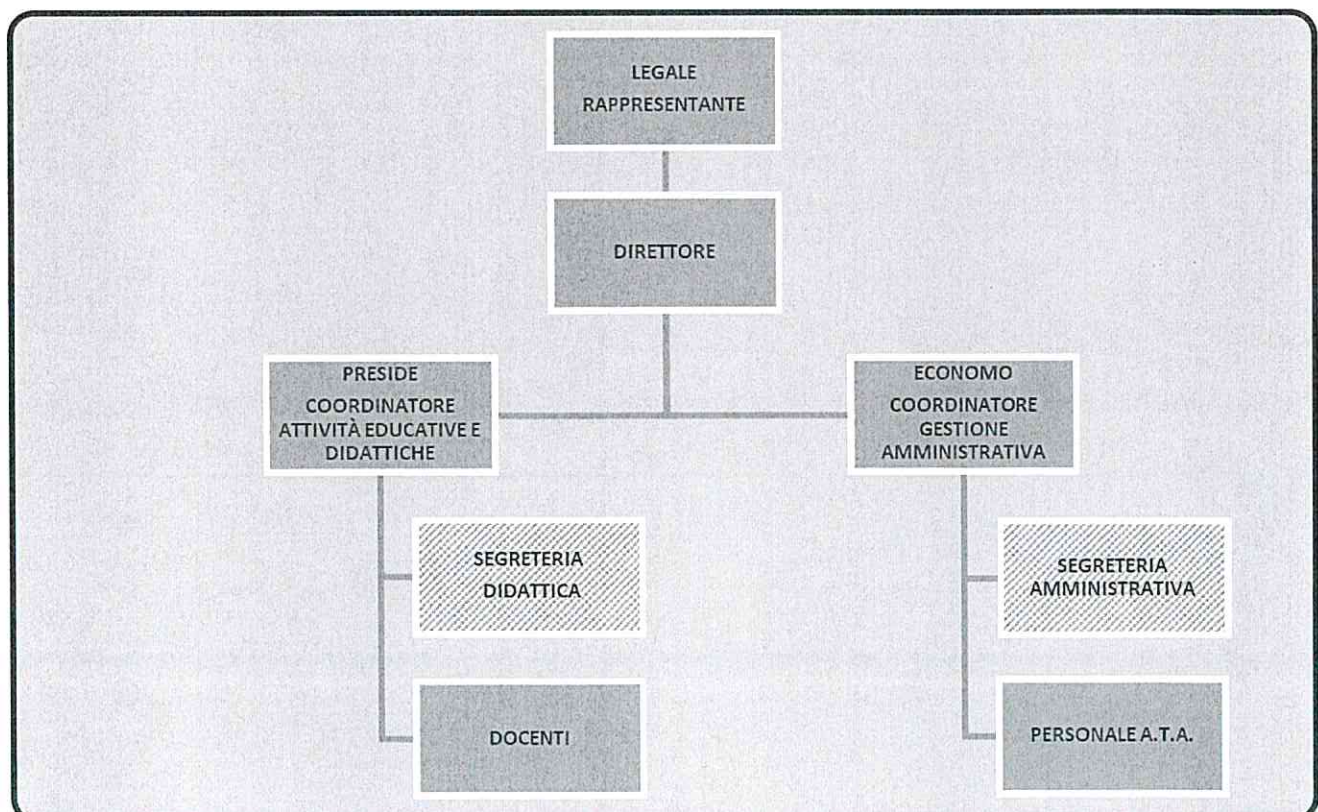 LEGALE
RAPPRESENTANTE
DIRETTORE
PRESIDE
COORDINATORE
ATTIVITÀ EDUCATIVE E
DIDATTICHE
ECONOMO
COORDINATORE
GESTIONE
AMMINISTRATIVA
SEGRETERIA
DIDATTICA
SEGRETERIA
AMMINISTRATIVA
DOCENTI
PERSONALE A.T.A.